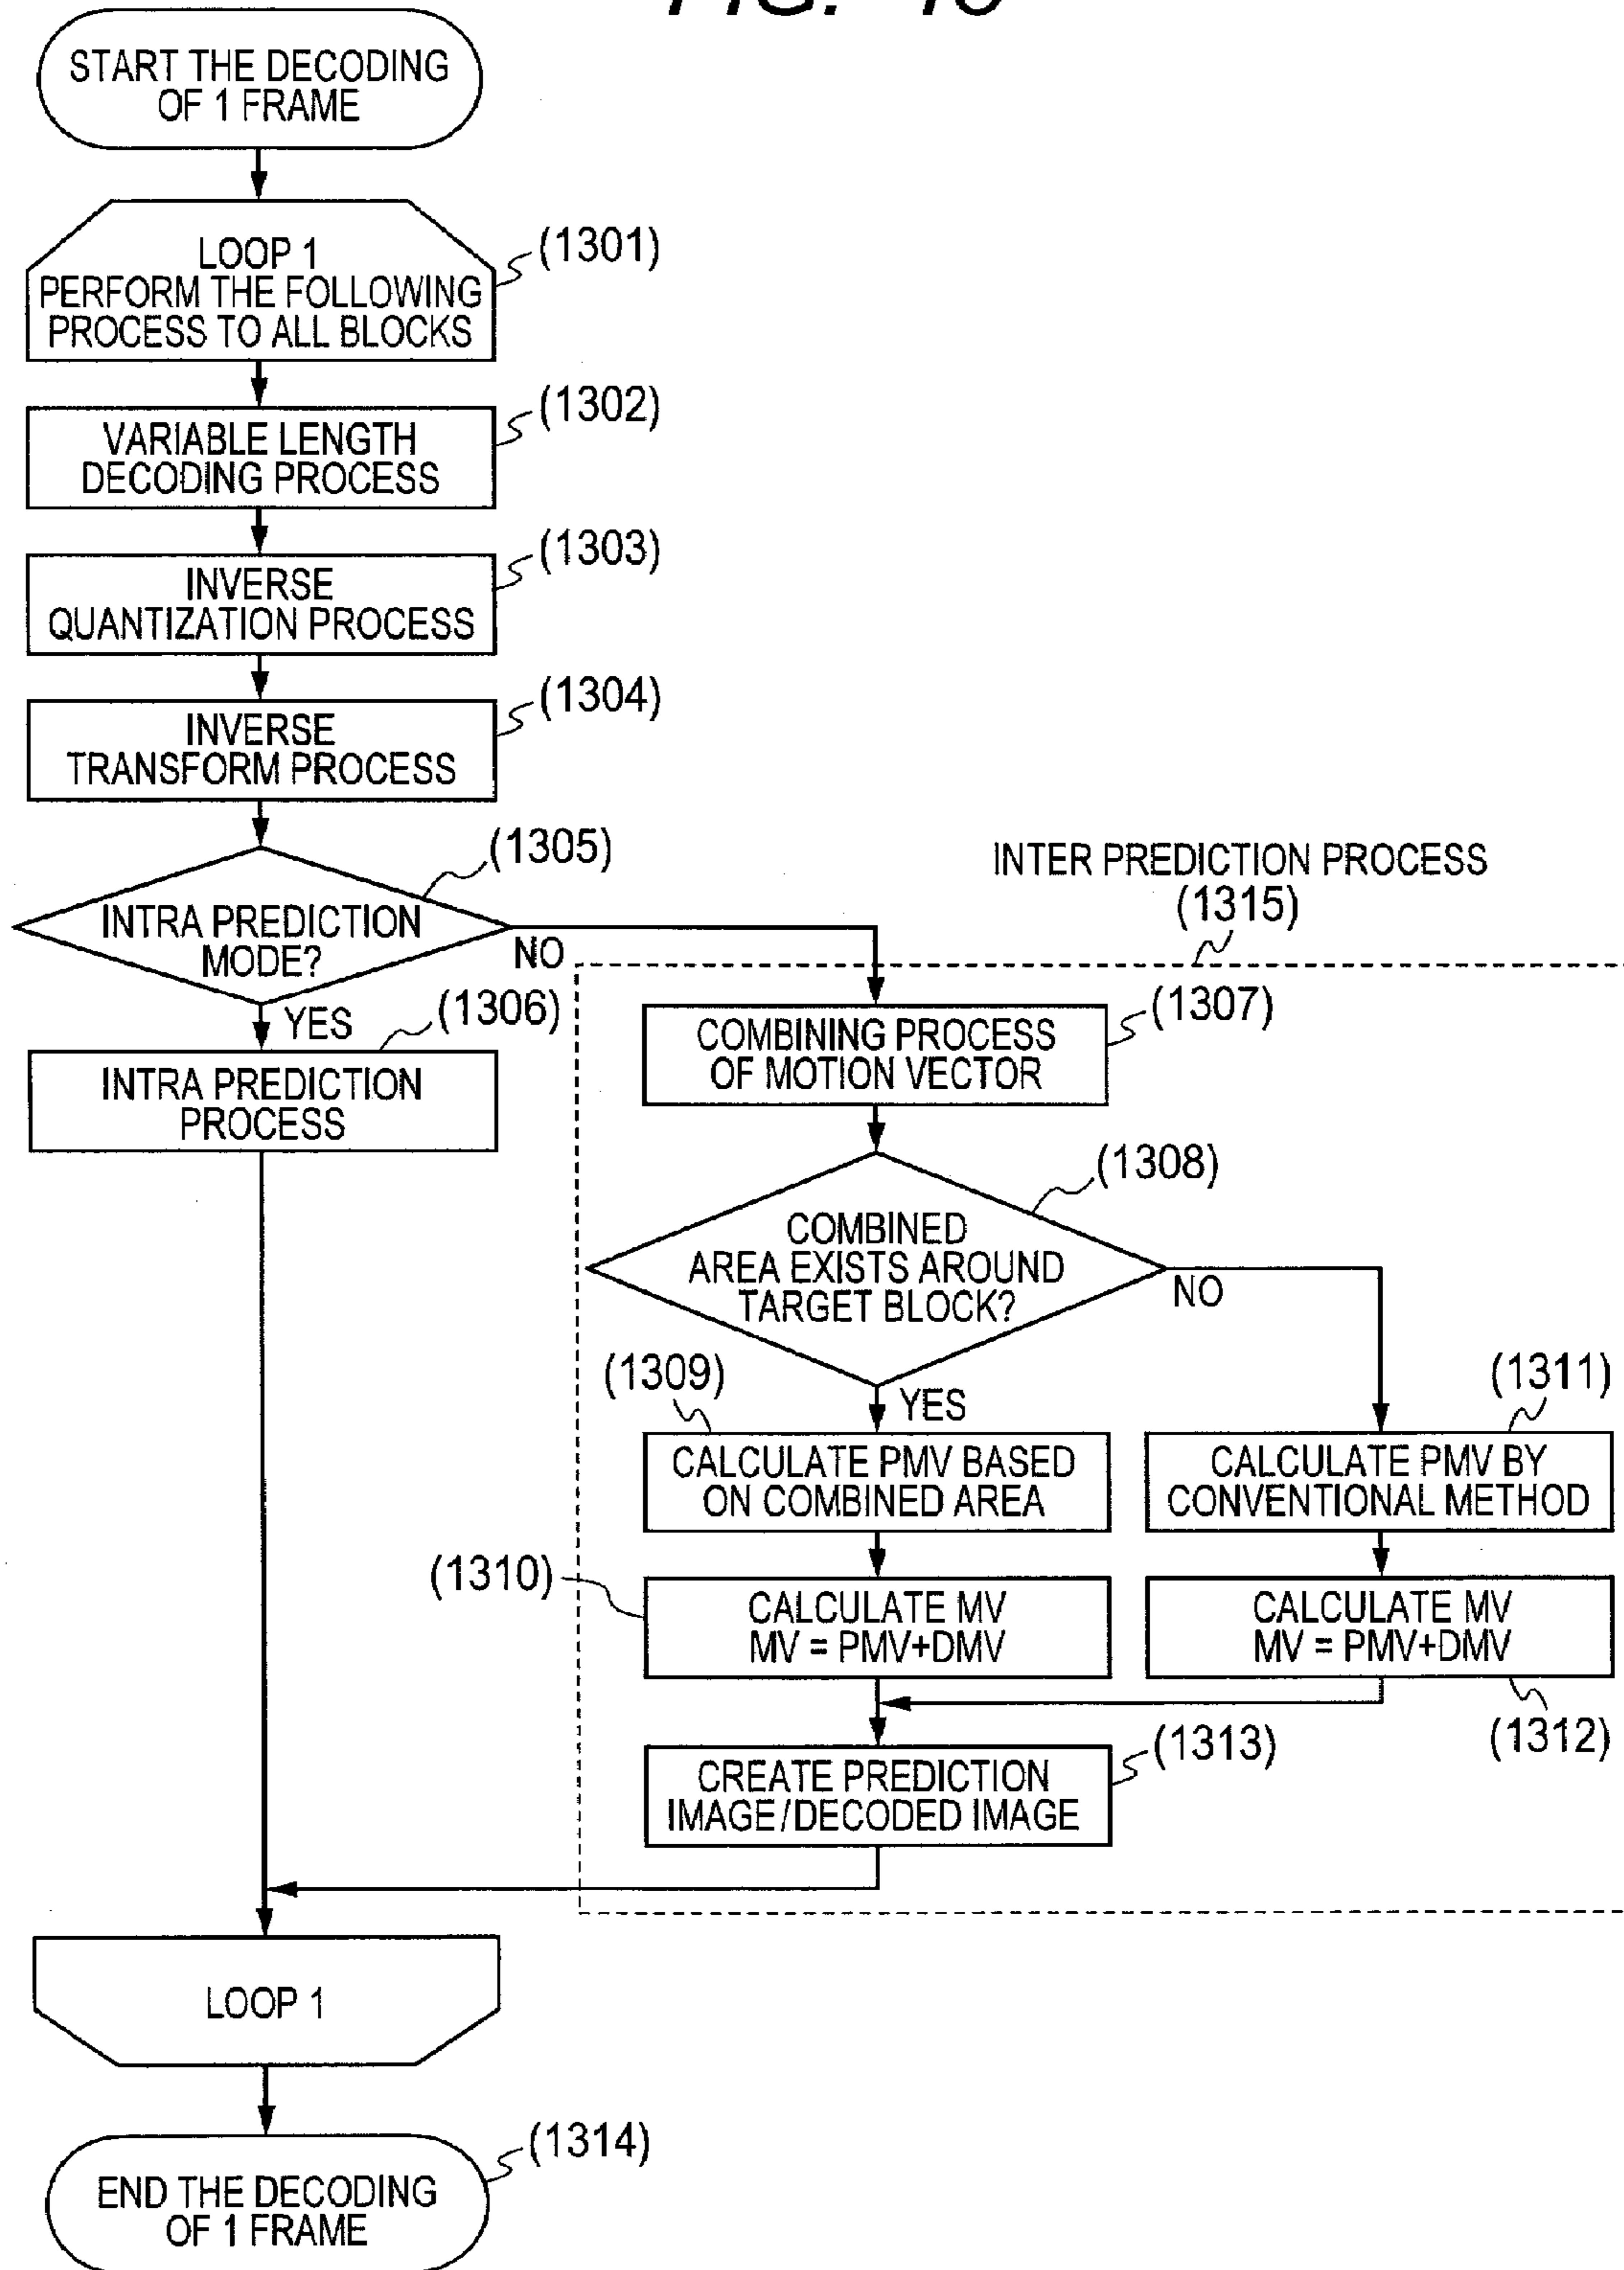 START THE DECODING
OF 1 FRAME
LOOP 1
PERFORM THE FOLLOWING
PROCESS TO ALL BLOCKS
(1301)
VARIABLE LENGTH
DECODING PROCESS
(1302)
INVERSE
QUANTIZATION PROCESS
(1303)
INVERSE
TRANSFORM PROCESS
(1304)
INTRA PREDICTION
MODE?
(1305)
NO
YES
INTRA PREDICTION
PROCESS
(1306)
INTER PREDICTION PROCESS
(1315)
COMBINING PROCESS
OF MOTION VECTOR
(1307)
COMBINED
AREA EXISTS AROUND
TARGET BLOCK?
(1308)
NO
YES
(1309)
CALCULATE PMV BASED
ON COMBINED AREA
(1311)
CALCULATE PMV BY
CONVENTIONAL METHOD
(1310)
CALCULATE MV
MV = PMV+DMV
CALCULATE MV
MV = PMV+DMV
(1312)
CREATE PREDICTION
IMAGE/DECODED IMAGE
(1313)
LOOP 1
END THE DECODING
OF 1 FRAME
(1314)